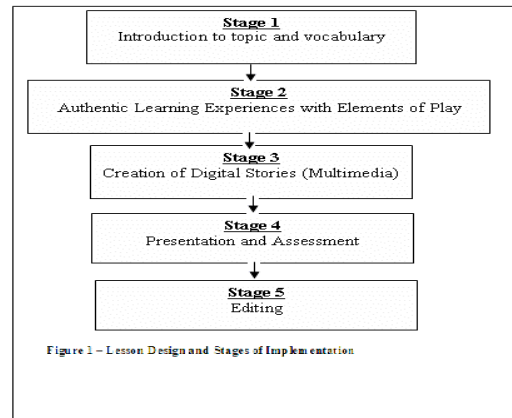 Stage 1
Introduction to topic and vocabulary
Stage 2
Authentic Learning Experiences with Elements of Play
Stage 3
Creation of Digital Stories (Multimedia)
Stage 4
Presentation and Assessment
Stage 5
Editing
Figure 1 – Lesson Design and Stages of Implementation